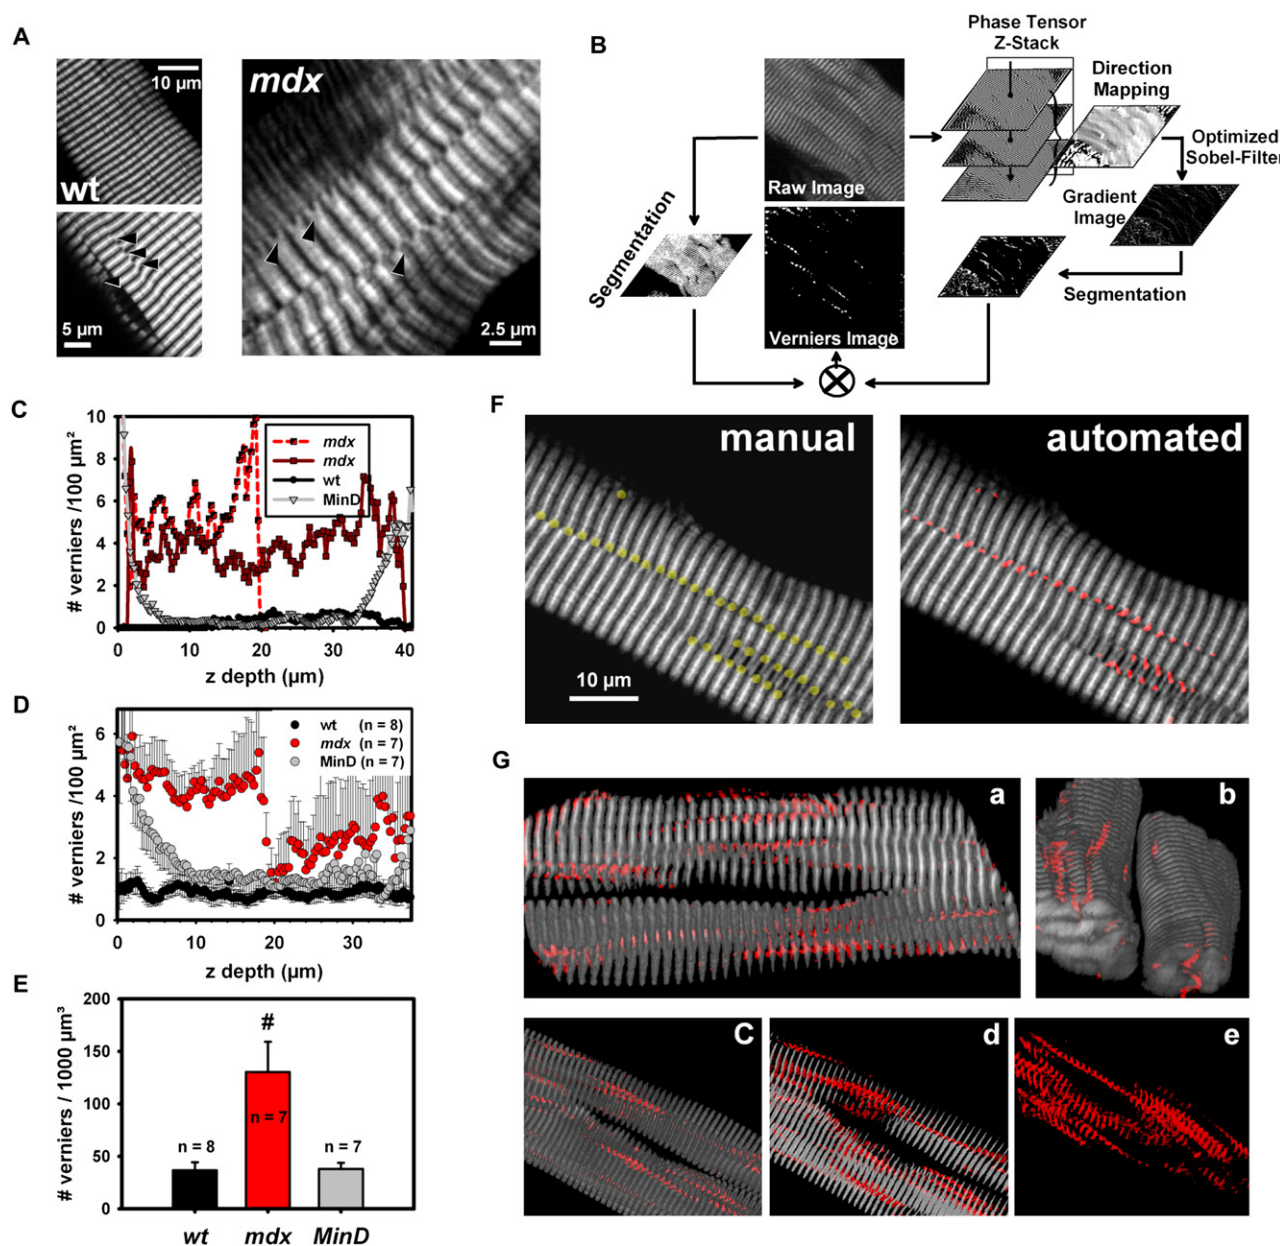 A
10 µm
wt
5 µm
mdx
2.5 µm
B
Phase Tensor
Z-Stack
Direction
Mapping
Optimized
Sobel-Filter
Raw Image
Gradient
Image
Segmentation
Segmentation
Verniers Image
C
# verniers /100 µm²
10
8
6
4
2
0
mdx
mdx
wt
MinD
0 10 20 30 40
z depth (µm)
D
# verniers /100 µm²
6
4
2
0
wt (n = 8)
mdx (n = 7)
MinD (n = 7)
0 10 20 30
z depth (µm)
E
# verniers / 1000 µm³
200
150
100
50
0
#
n = 8
n = 7
n = 7
wt mdx MinD
F
manual
10 µm
automated
G
a
b
C
d
e